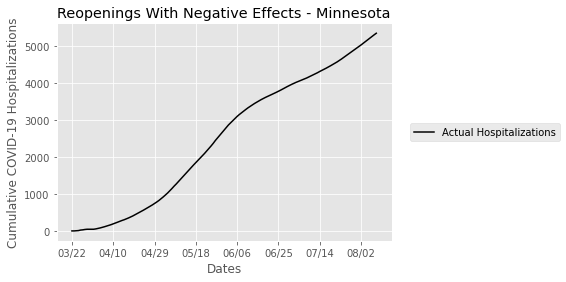 Reopenings With Negative Effects - Minnesota
Cumulative COVID-19 Hospitalizations
5000
4000
3000
2000
1000
0
03/22 04/10 04/29 05/18 06/06 06/25 07/14 08/02
Dates
Actual Hospitalizations